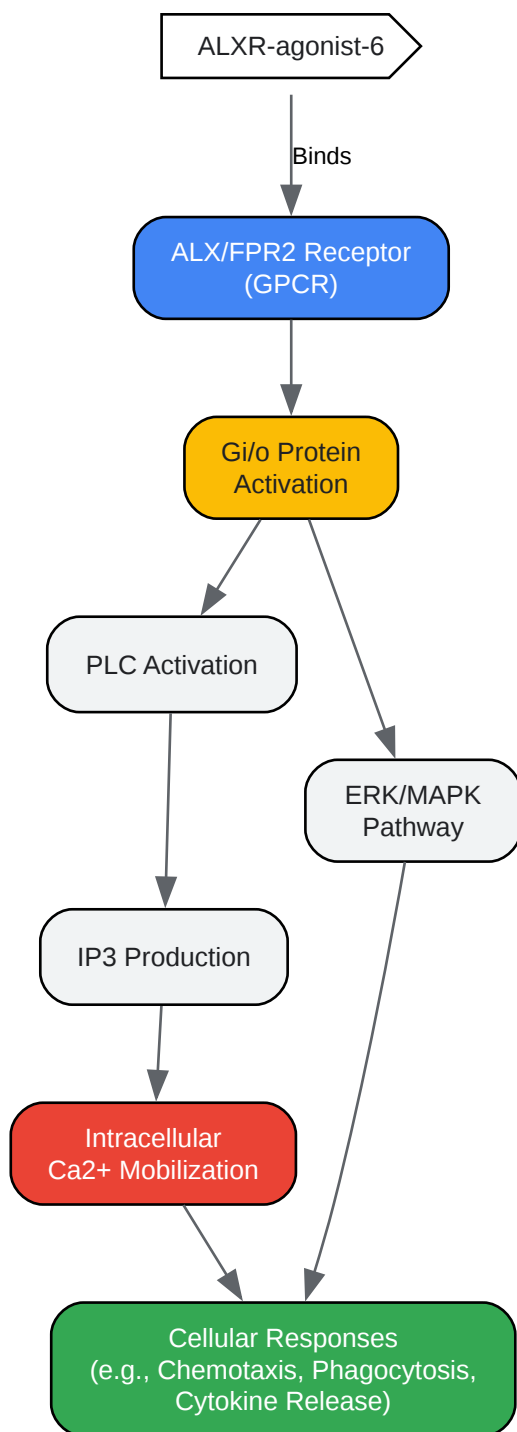 ALXR-agonist-6
Binds
ALX/FPR2 Receptor
(GPCR)
Gi/o Protein
Activation
PLC Activation
ERK/MAPK
Pathway
IP3 Production
Intracellular
Ca2+ Mobilization
Cellular Responses
(e.g., Chemotaxis, Phagocytosis,
Cytokine Release)